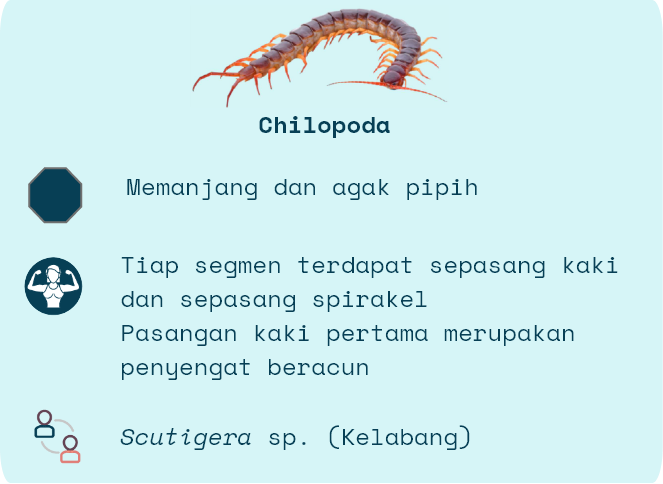 Chilopoda
Memanjang dan agak pipih
Tiap segmen terdapat sepasang kaki
dan sepasang spirakel
Pasangan kaki pertama merupakan
penyengat beracun
Scutigera sp. (Kelabang)